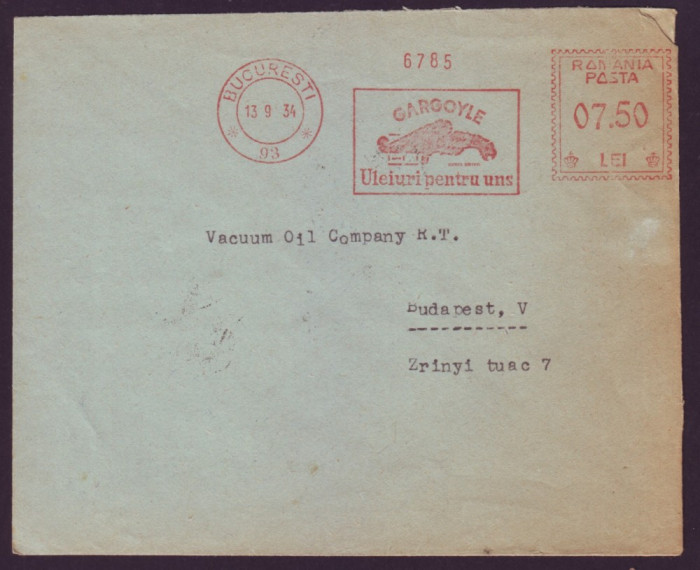 BUCURESTI
13 9 34
93
6785
GARGOYLE
Uleiuri pentru uns
ROMANIA
POSTA
07.50
LEI
Vacuum Oil Company R.T.
Budapest, V
Zrinyi tuac 7